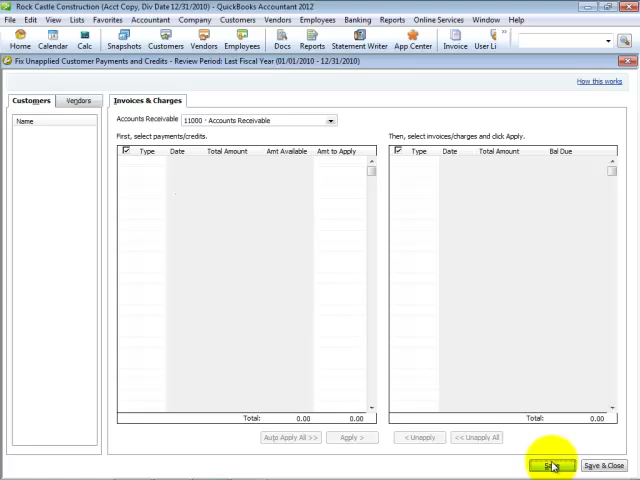 Rock Castle Construction (Acct Copy, Div Date 12/31/2010) - QuickBooks Accountant 2012
File Edit View Lists Favorites Accountant Company Customers Vendors Employees Banking Reports Online Services Window Help
Home Calendar Calc Snapshots Customers Vendors Employees Docs Reports Statement Writer App Center Invoice User Li
Fix Unapplied Customer Payments and Credits - Review Period: Last Fiscal Year (01/01/2010 - 12/31/2010)
How this works
Customers Vendors Invoices & Charges
Name
Accounts Receivable 11000 · Accounts Receivable
First, select payments/credits. Then, select invoices/charges and click Apply.
Type Date Total Amount Amt Available Amt to Apply Type Date Total Amount Bal Due
Total: 0.00 0.00 Total: 0.00
Auto Apply All >> Apply > < Unapply << Unapply All
Save & Close